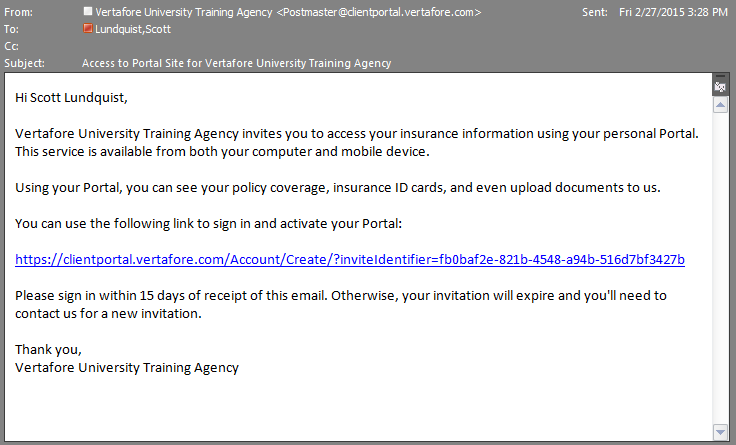 From: Vertafore University Training Agency <Postmaster@clientportal.vertafore.com> Sent: Fri 2/27/2015 3:28 PM
To: Lundquist,Scott
Cc:
Subject: Access to Portal Site for Vertafore University Training Agency
Hi Scott Lundquist,
Vertafore University Training Agency invites you to access your insurance information using your personal Portal.
This service is available from both your computer and mobile device.
Using your Portal, you can see your policy coverage, insurance ID cards, and even upload documents to us.
You can use the following link to sign in and activate your Portal:
https://clientportal.vertafore.com/Account/Create/?inviteIdentifier=fb0baf2e-821b-4548-a94b-516d7bf3427b
Please sign in within 15 days of receipt of this email. Otherwise, your invitation will expire and you'll need to
contact us for a new invitation.
Thank you,
Vertafore University Training Agency